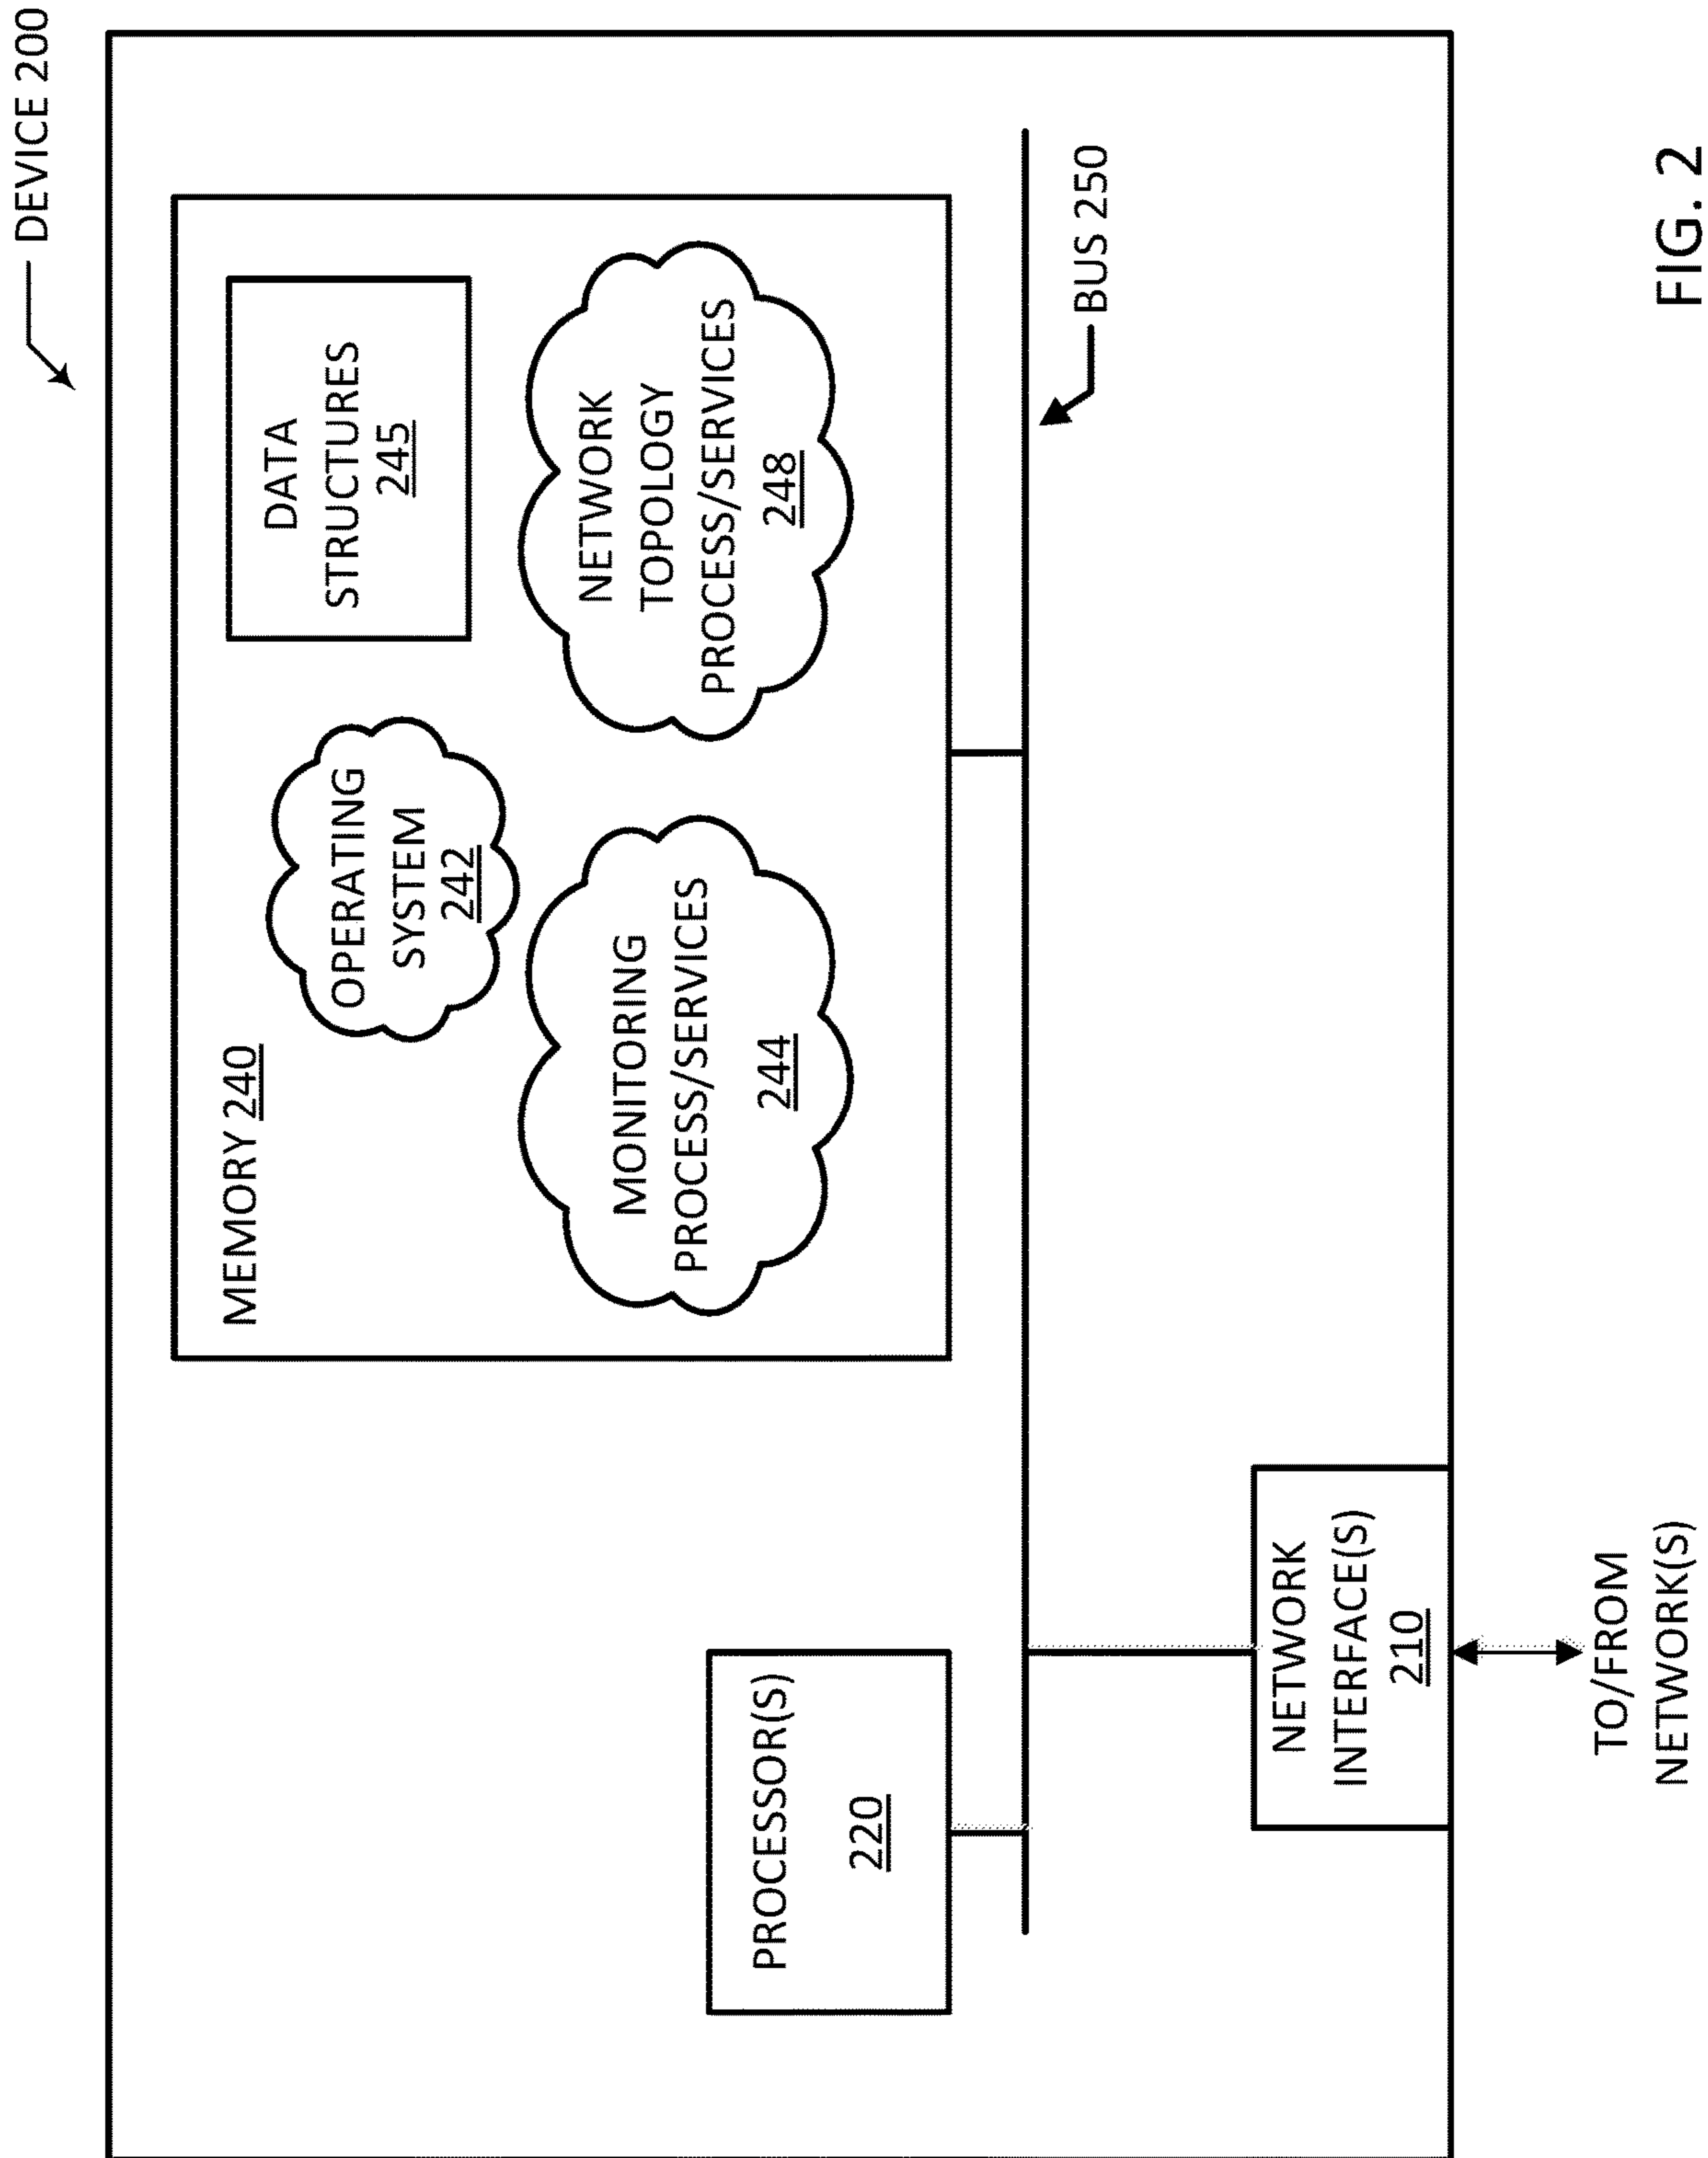 DEVICE 200
MEMORY 240
OPERATING
SYSTEM
242
DATA
STRUCTURES
245
MONITORING
PROCESS/SERVICES
244
NETWORK
TOPOLOGY
PROCESS/SERVICES
248
PROCESSOR(S)
220
BUS 250
NETWORK
INTERFACE(S)
210
TO/FROM
NETWORK(S)
FIG. 2